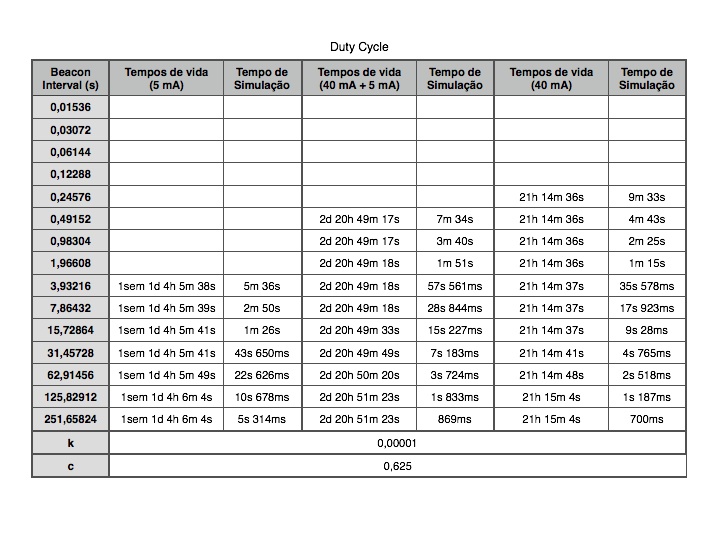 Duty Cycle
Beacon Interval (s) Tempos de vida (5 mA) Tempo de Simulação Tempos de vida (40 mA + 5 mA) Tempo de Simulação Tempos de vida (40 mA) Tempo de Simulação
0,01536
0,03072
0,06144
0,12288
0,24576 21h 14m 36s 9m 33s
0,49152 2d 20h 49m 17s 7m 34s 21h 14m 36s 4m 43s
0,98304 2d 20h 49m 17s 3m 40s 21h 14m 36s 2m 25s
1,96608 2d 20h 49m 18s 1m 51s 21h 14m 36s 1m 15s
3,93216 1sem 1d 4h 5m 38s 5m 36s 2d 20h 49m 18s 57s 561ms 21h 14m 36s 35s 578ms
7,86432 1sem 1d 4h 5m 39s 2m 50s 2d 20h 49m 18s 28s 844ms 21h 14m 37s 17s 923ms
15,72864 1sem 1d 4h 5m 41s 1m 26s 2d 20h 49m 33s 15s 227ms 21h 14m 37s 9s 28ms
31,45728 1sem 1d 4h 5m 41s 43s 650ms 2d 20h 49m 49s 7s 183ms 21h 14m 41s 4s 765ms
62,91456 1sem 1d 4h 5m 49s 22s 626ms 2d 20h 50m 20s 3s 724ms 21h 14m 48s 2s 518ms
125,82912 1sem 1d 4h 6m 4s 10s 678ms 2d 20h 51m 23s 1s 833ms 21h 15m 4s 1s 187ms
251,65824 1sem 1d 4h 6m 4s 5s 314ms 2d 20h 51m 23s 869ms 21h 15m 4s 700ms
k 0,00001
c 0,625